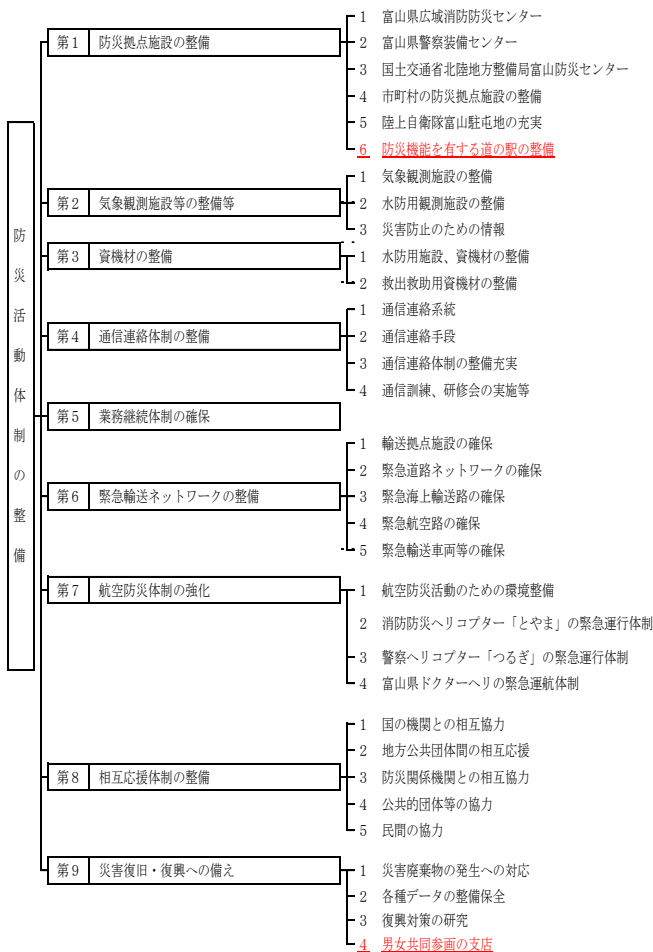 防災活動体制の整備
第1 防災拠点施設の整備
1 富山県広域消防防災センター
2 富山県警察装備センター
3 国土交通省北陸地方整備局富山防災センター
4 市町村の防災拠点施設の整備
5 陸上自衛隊富山駐屯地の充実
6 防災機能を有する道の駅の整備
第2 気象観測施設等の整備等
1 気象観測施設の整備
2 水防用観測施設の整備
3 災害防止のための情報
第3 資機材の整備
1 水防用施設、資機材の整備
2 救出救助用資機材の整備
第4 通信連絡体制の整備
1 通信連絡系統
2 通信連絡手段
3 通信連絡体制の整備充実
4 通信訓練、研修会の実施等
第5 業務継続体制の確保
第6 緊急輸送ネットワークの整備
1 輸送拠点施設の確保
2 緊急道路ネットワークの確保
3 緊急海上輸送路の確保
4 緊急航空路の確保
5 緊急輸送車両等の確保
第7 航空防災体制の強化
1 航空防災活動のための環境整備
2 消防防災ヘリコプター「とやま」の緊急運行体制
3 警察ヘリコプター「つるぎ」の緊急運行体制
4 富山県ドクターヘリの緊急運航体制
第8 相互応援体制の整備
1 国の機関との相互協力
2 地方公共団体間の相互応援
3 防災関係機関との相互協力
4 公共的団体等の協力
5 民間の協力
第9 災害復旧・復興への備え
1 災害廃棄物の発生への対応
2 各種データの整備保全
3 復興対策の研究
4 男女共同参画の支店